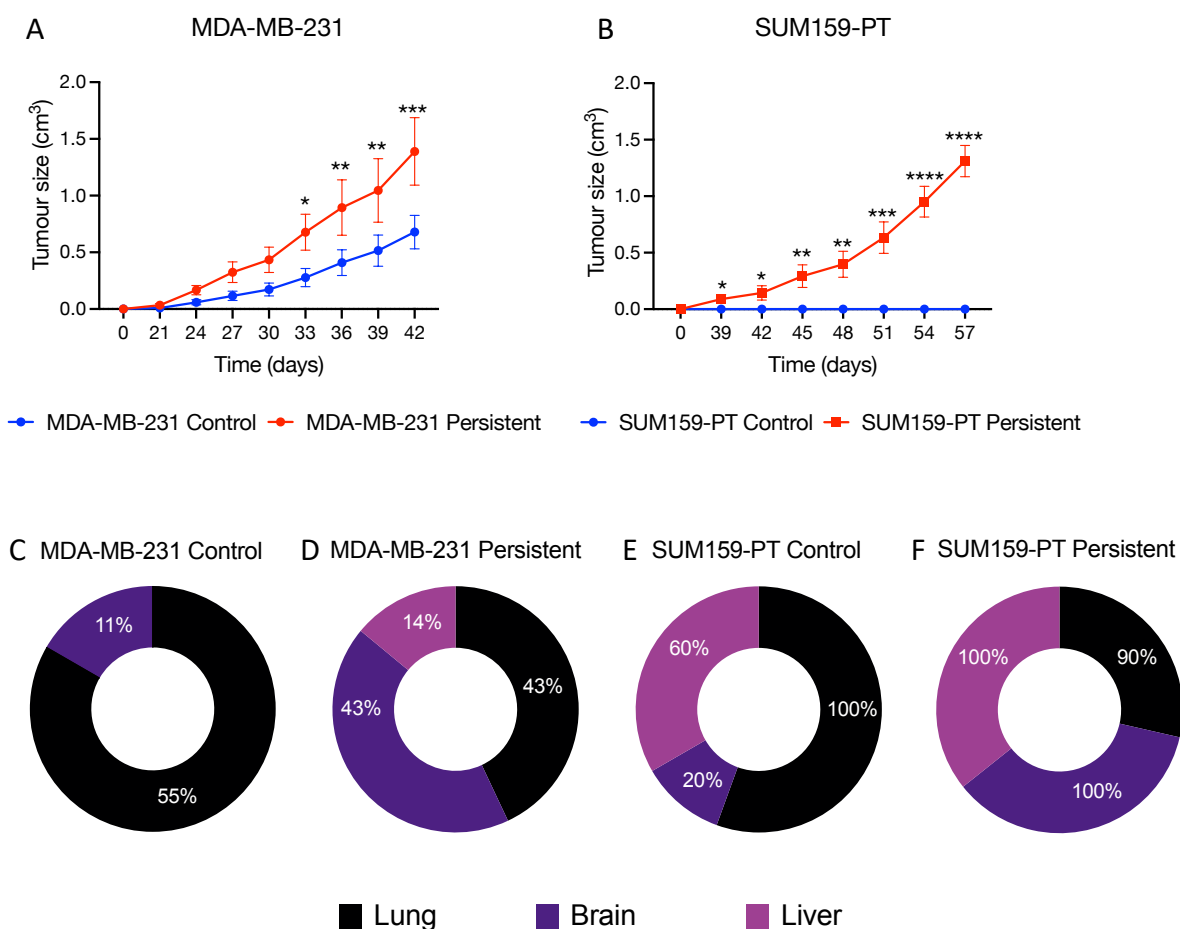 A MDA-MB-231
2.0
1.5
1.0
0.5
0.0
Tumour size (cm³)
* ** ** ***
0 21 24 27 30 33 36 39 42
Time (days)
MDA-MB-231 Control MDA-MB-231 Persistent
B SUM159-PT
2.0
1.5
1.0
0.5
0.0
Tumour size (cm³)
* * ** ** *** **** ****
0 39 42 45 48 51 54 57
Time (days)
SUM159-PT Control SUM159-PT Persistent
C MDA-MB-231 Control
11%
55%
D MDA-MB-231 Persistent
14%
43%
43%
E SUM159-PT Control
60%
100%
20%
F SUM159-PT Persistent
100%
90%
100%
Lung Brain Liver